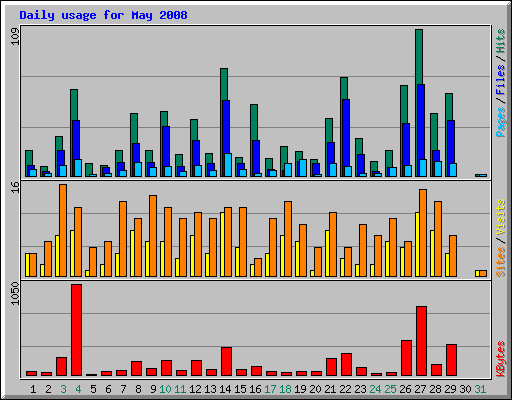 Daily usage for May 2008
109
16
1050
Pages / Files / Hits
Sites / Visits
KBytes
1 2 3 4 5 6 7 8 9 10 11 12 13 14 15 16 17 18 19 20 21 22 23 24 25 26 27 28 29 30 31